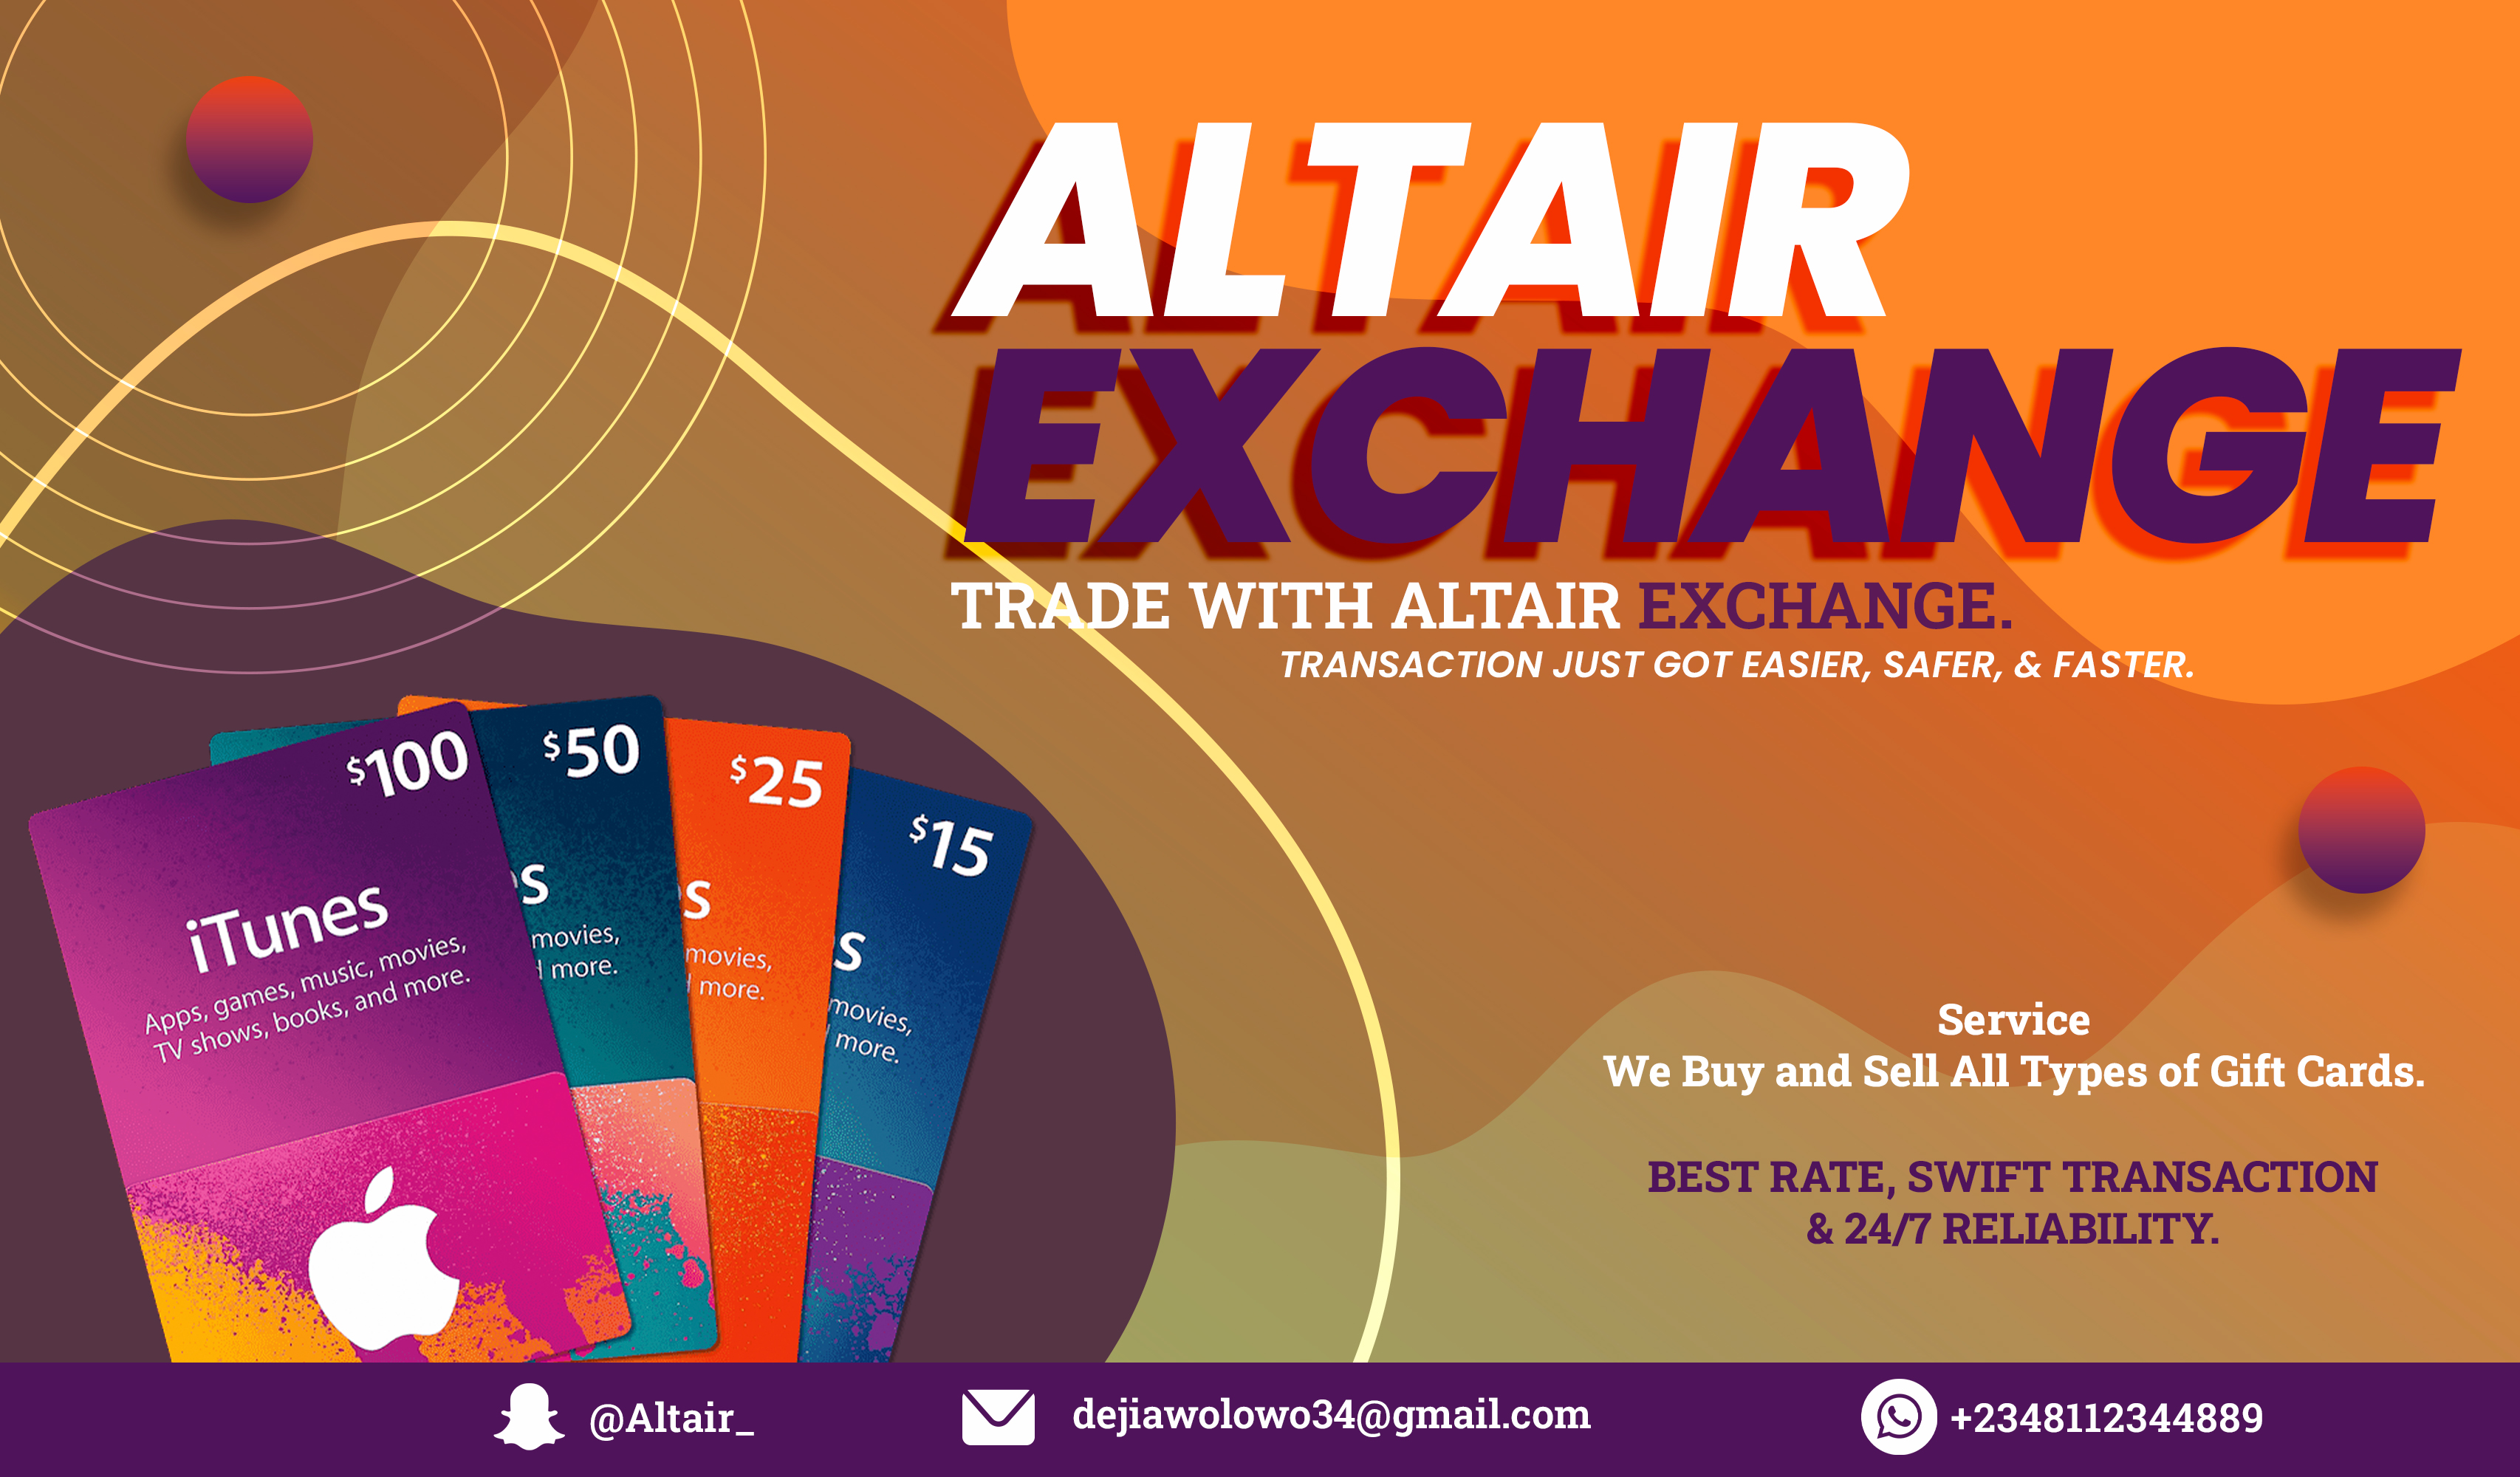 ALTAIR
EXCHANGE
TRADE WITH ALTAIR EXCHANGE.
TRANSACTION JUST GOT EASIER, SAFER, & FASTER.
$100
iTunes
Apps, games, music, movies,
TV shows, books, and more.
$50
s
movies,
more.
$25
s
movies,
more.
$15
s
movies,
more.
Service
We Buy and Sell All Types of Gift Cards.
BEST RATE, SWIFT TRANSACTION
& 24/7 RELIABILITY.
@Altair_
dejiawolowo34@gmail.com
+2348112344889